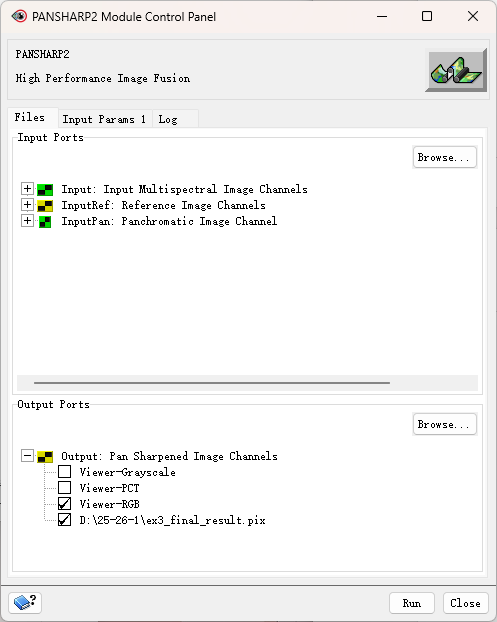 PANSHARP2 Module Control Panel
PANSHARP2
High Performance Image Fusion
Files Input Params 1 Log
Input Ports
Browse...
Input: Input Multispectral Image Channels
InputRef: Reference Image Channels
InputPan: Panchromatic Image Channel
Output Ports
Browse...
Output: Pan Sharpened Image Channels
Viewer-Grayscale
Viewer-PCT
Viewer-RGB
D:\25-26-1\ex3_final_result.pix
?
Run Close